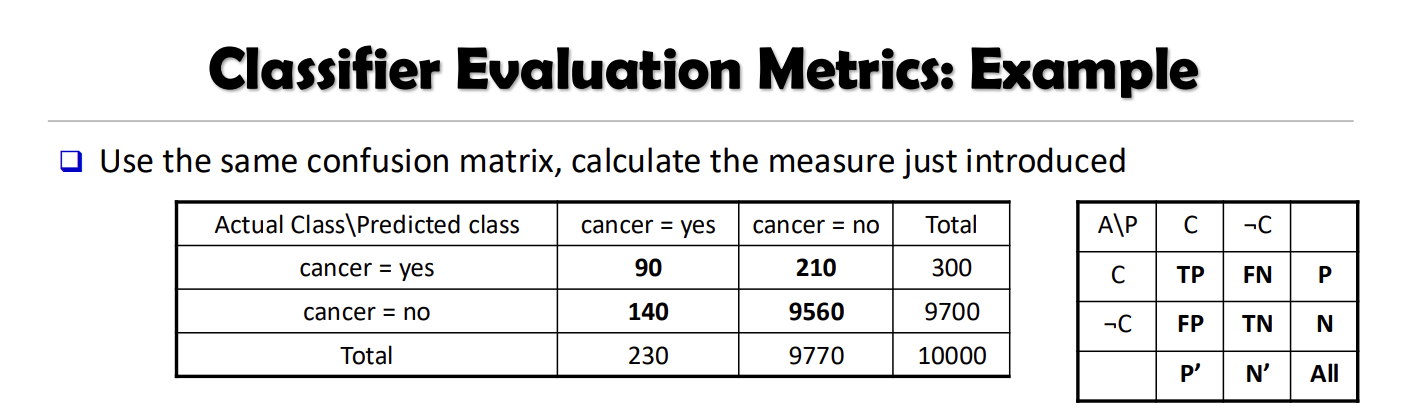 Classifier Evaluation Metrics: Example
❑ Use the same confusion matrix, calculate the measure just introduced
Actual Class\Predicted class cancer = yes cancer = no Total
cancer = yes 90 210 300
cancer = no 140 9560 9700
Total 230 9770 10000
A\P C ¬C
C TP FN P
¬C FP TN N
P’ N’ All